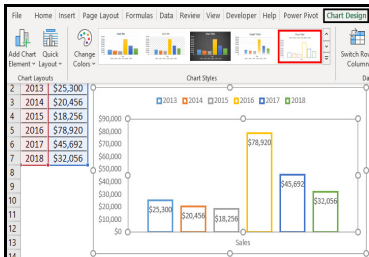 File Home Insert Page Layout Formulas Data Review View Developer Help Power Pivot Chart Design
Add Chart Quick Change Switch Row
Element Layout Colors Column
Chart Layouts Chart Styles Da
2 2013 $25,300
3 2014 $20,456
4 2015 $18,256
5 2016 $78,920
6 2017 $45,692
7 2018 $32,056
8
9
10
11
12
13
14
2013 2014 2015 2016 2017 2018
$90,000
$80,000
$70,000
$60,000
$50,000
$40,000
$30,000
$20,000
$10,000
$0
$25,300
$20,456
$18,256
$78,920
$45,692
$32,056
Sales